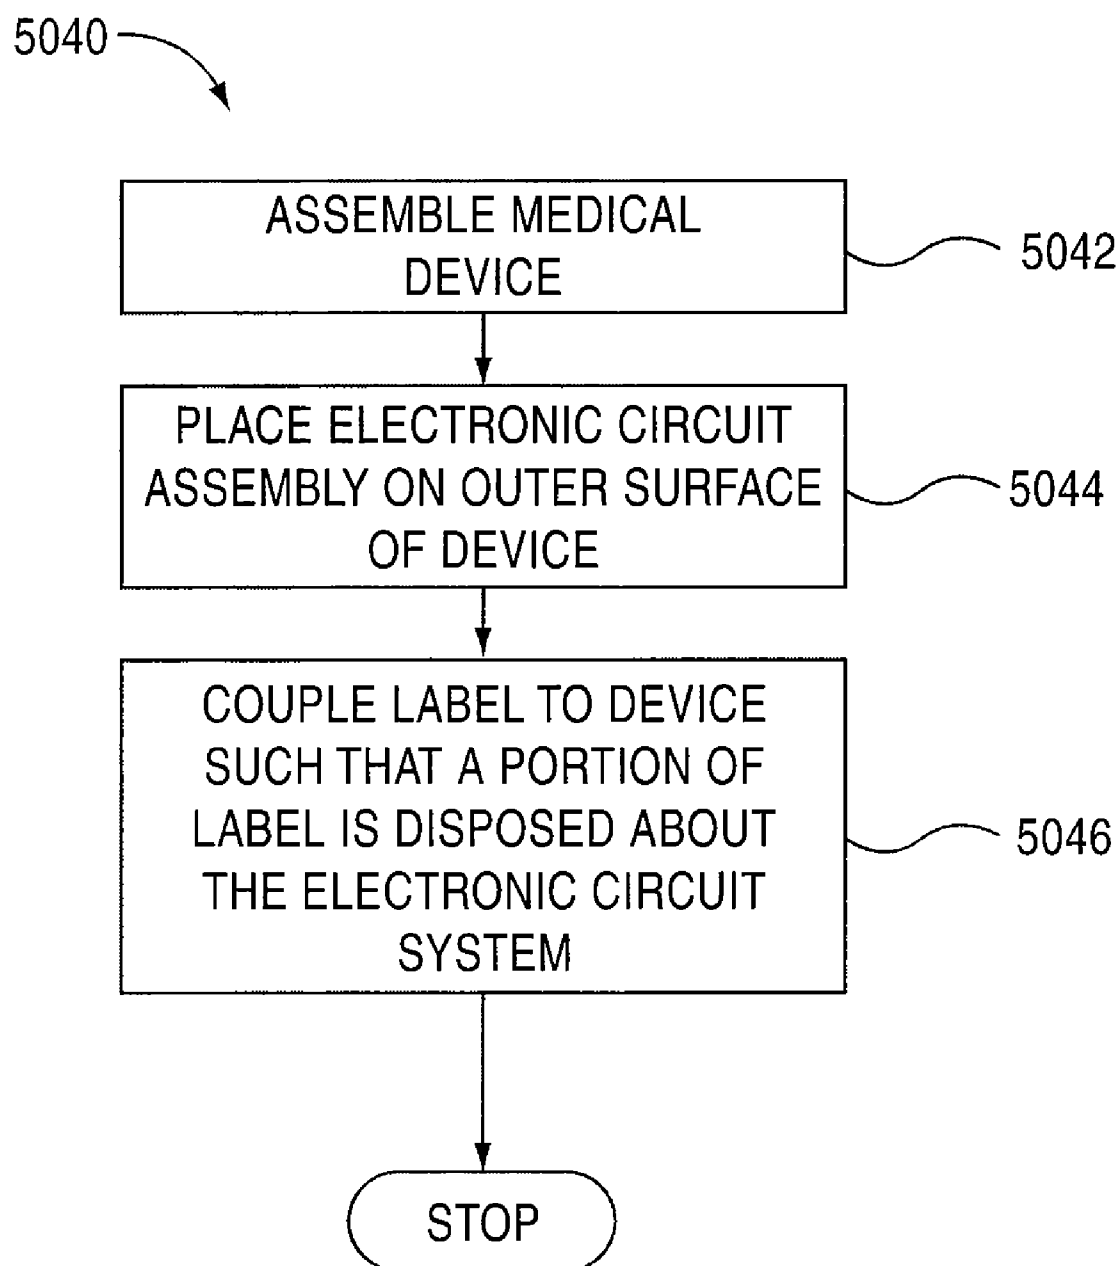 5040
ASSEMBLE MEDICAL
DEVICE
5042
PLACE ELECTRONIC CIRCUIT
ASSEMBLY ON OUTER SURFACE
OF DEVICE
5044
COUPLE LABEL TO DEVICE
SUCH THAT A PORTION OF
LABEL IS DISPOSED ABOUT
THE ELECTRONIC CIRCUIT
SYSTEM
5046
STOP